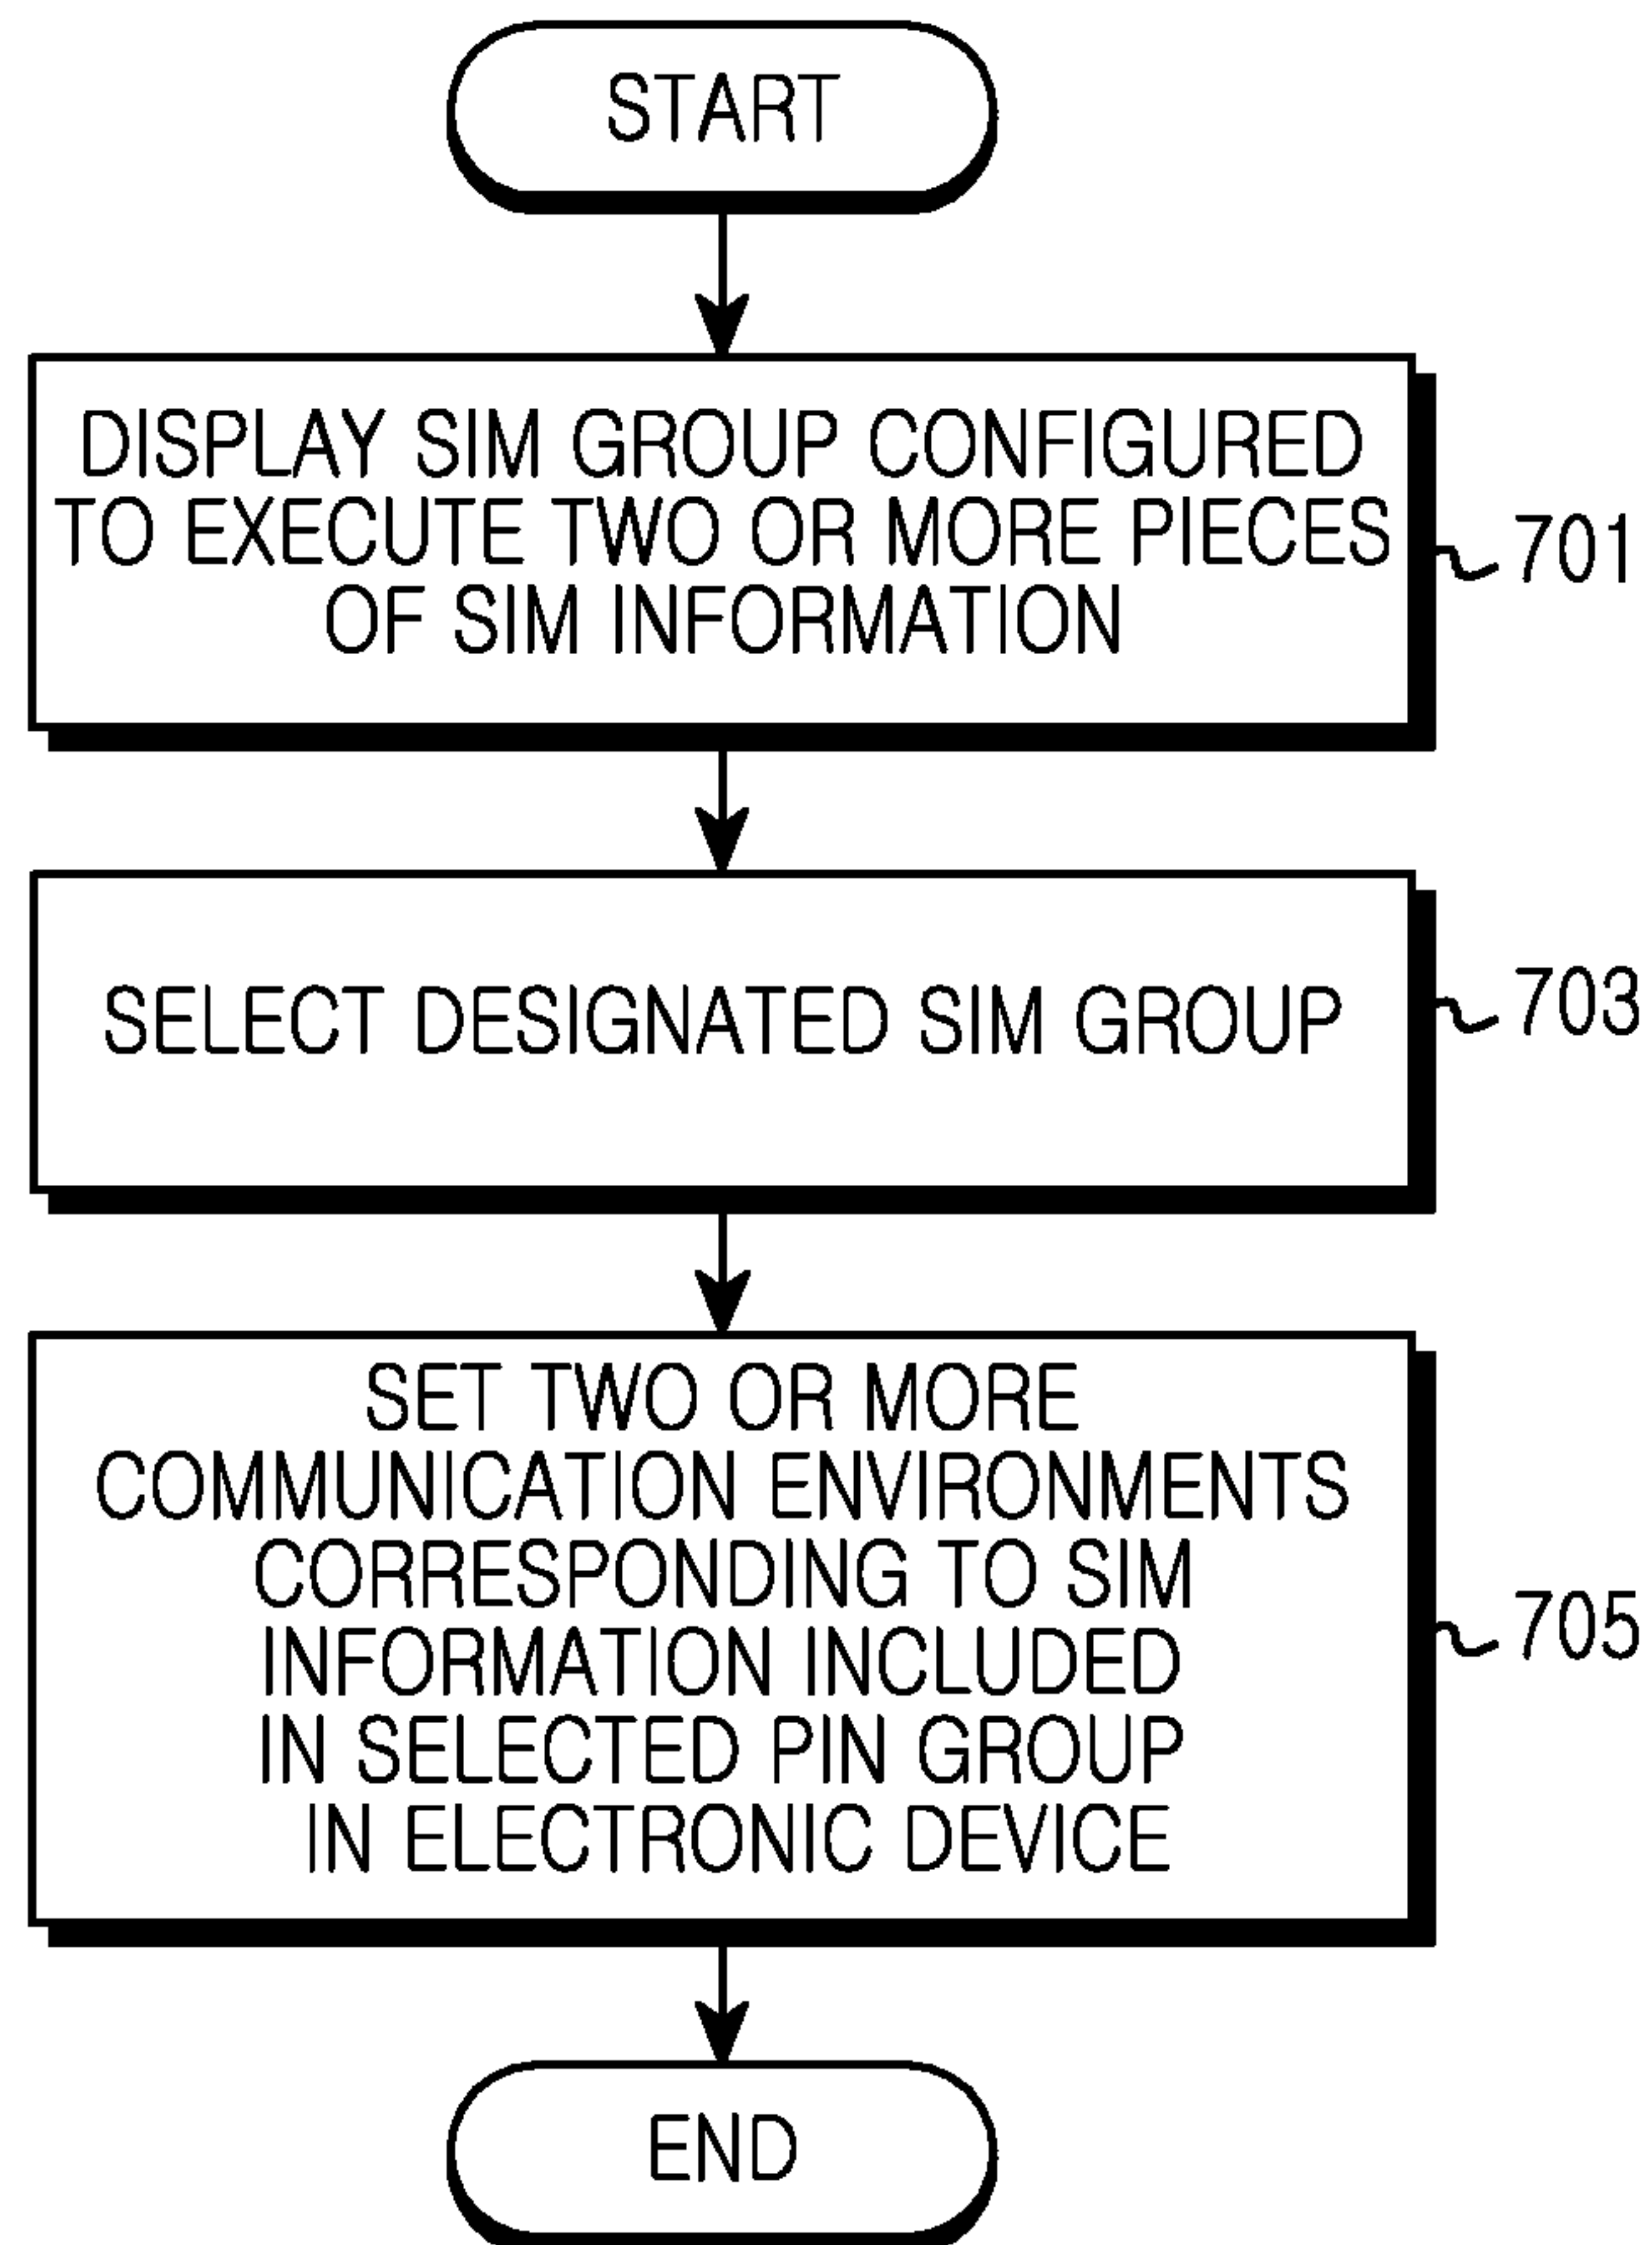 START
DISPLAY SIM GROUP CONFIGURED
TO EXECUTE TWO OR MORE PIECES
OF SIM INFORMATION
701
SELECT DESIGNATED SIM GROUP
703
SET TWO OR MORE
COMMUNICATION ENVIRONMENTS
CORRESPONDING TO SIM
INFORMATION INCLUDED
IN SELECTED PIN GROUP
IN ELECTRONIC DEVICE
705
END